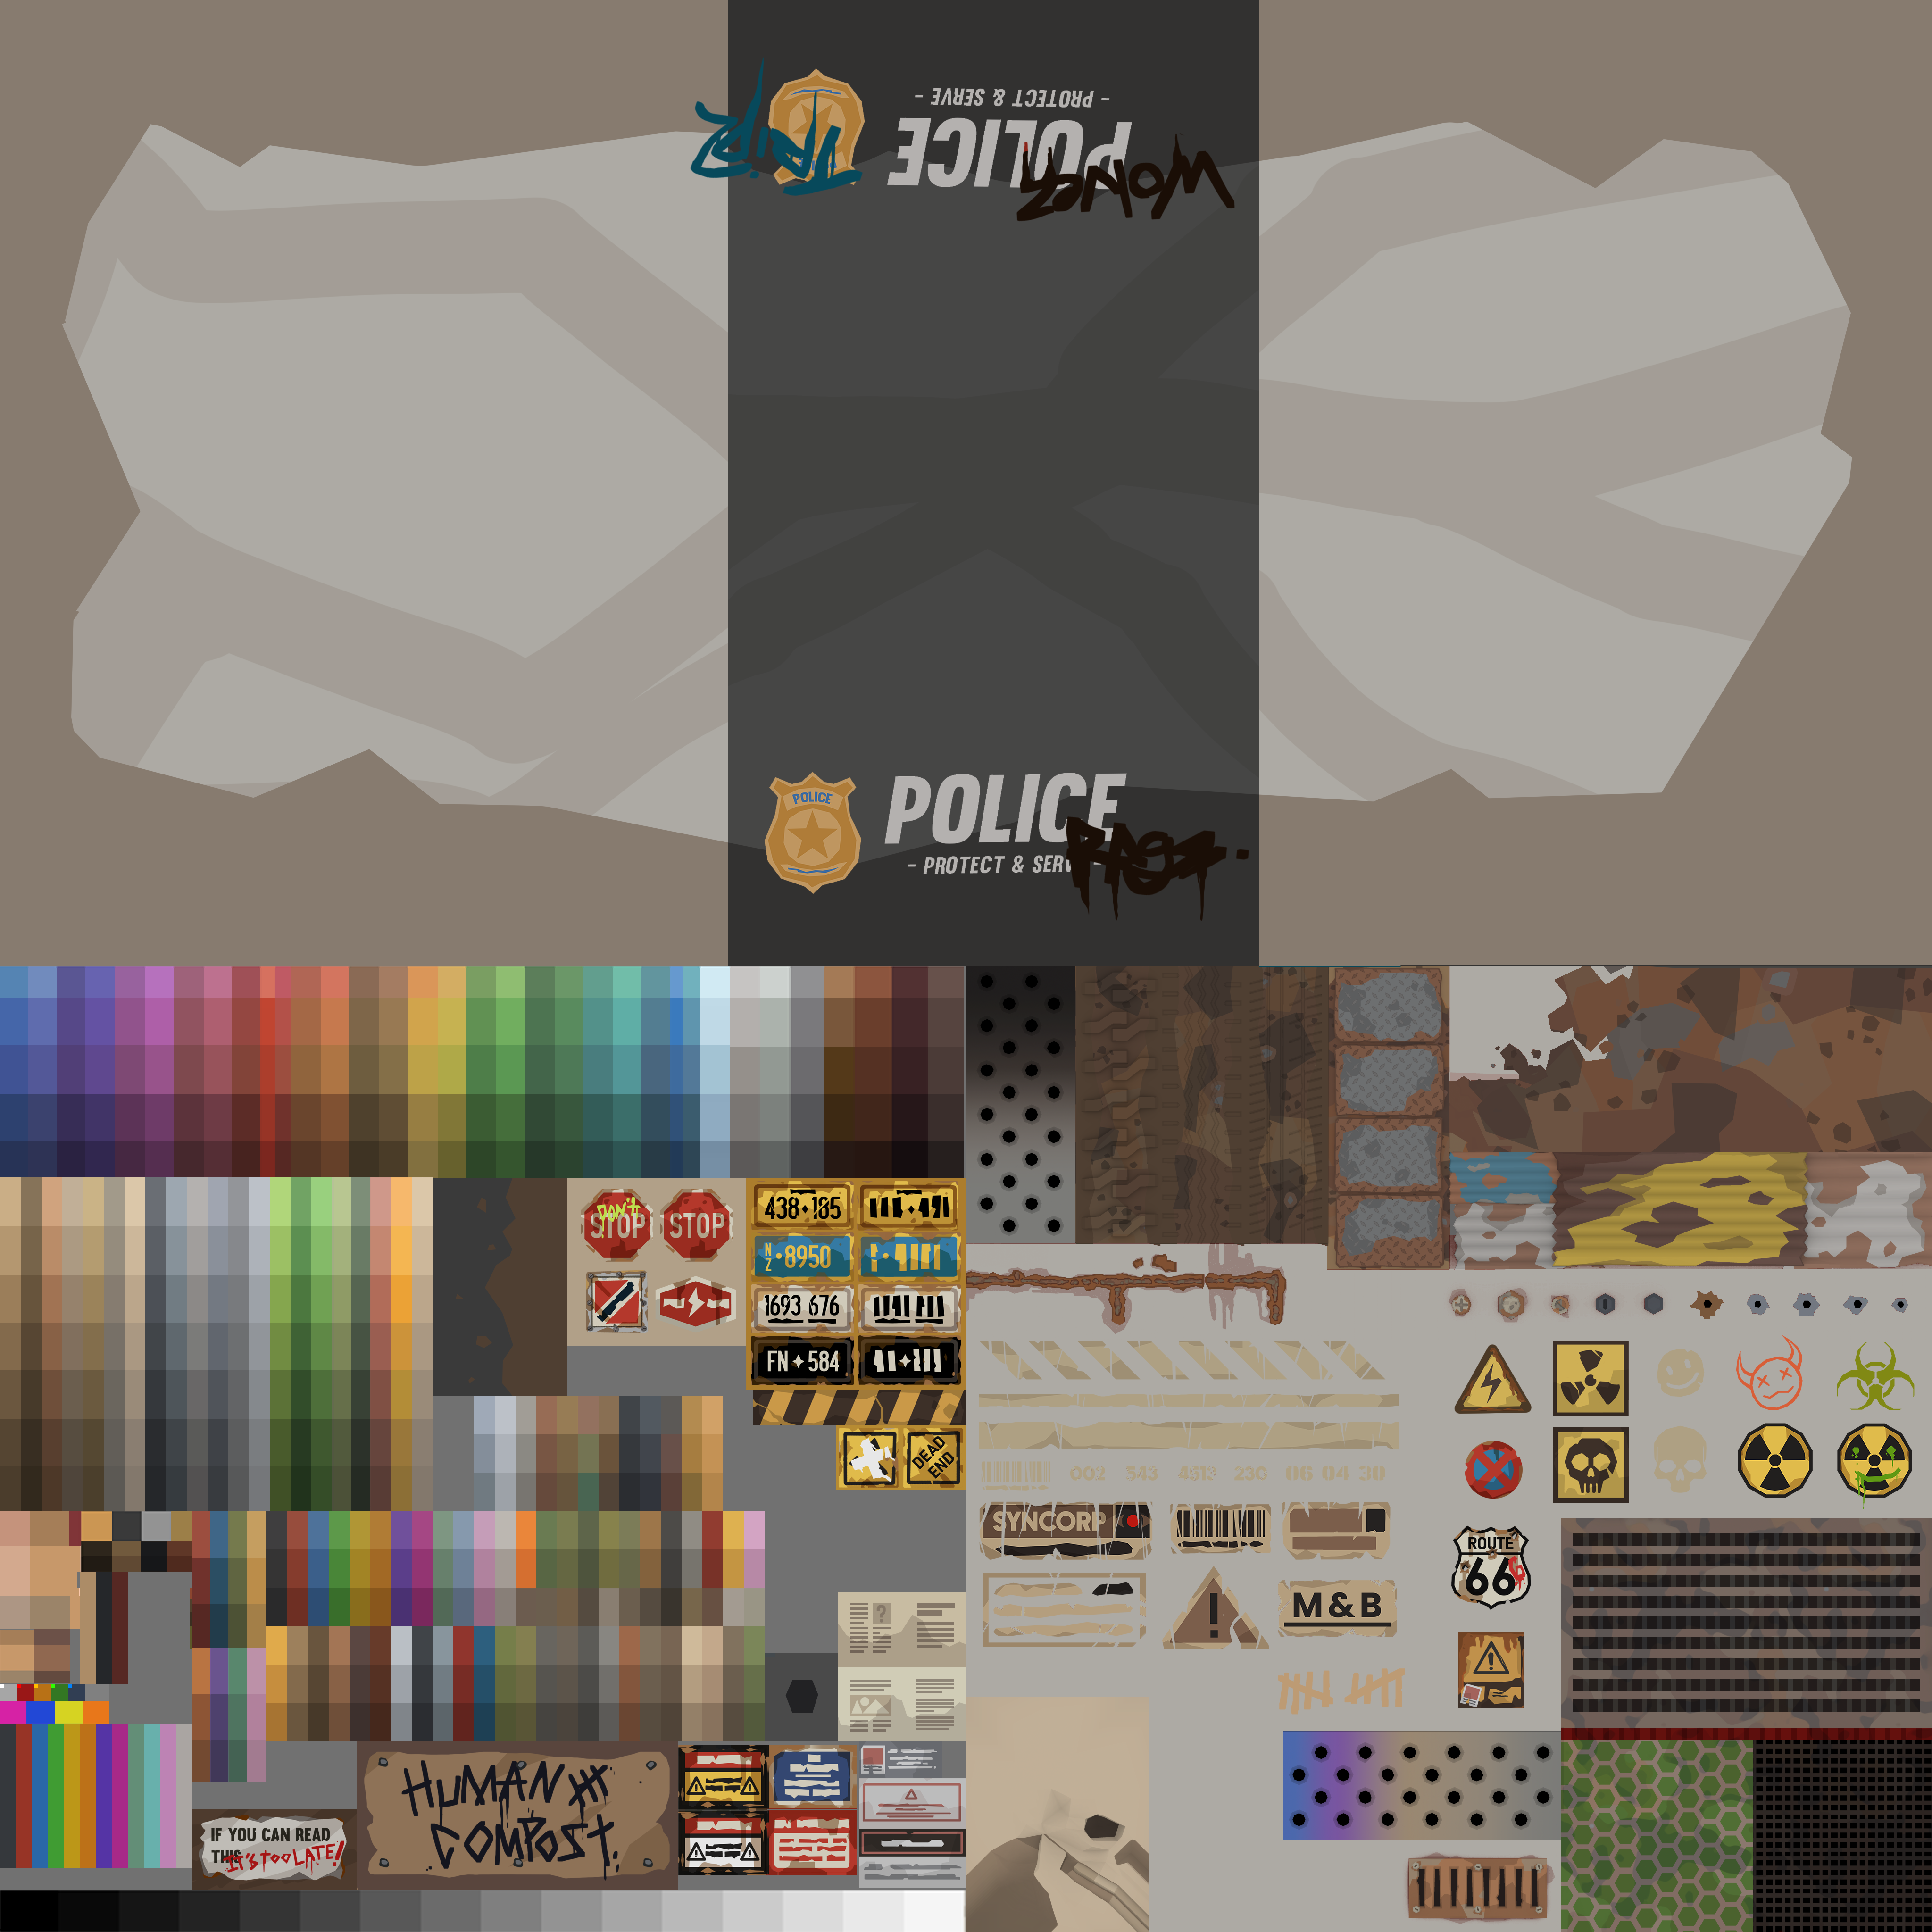 - PROTECT & SERVE -
POLICE
POLICE
POLICE
- PROTECT & SERV
DON'T
STOP
STOP
438 185
NZ 8950
1693 676
FN 584
DEAD
END
002 543 4513 230 06 04 30
SYNCORP
M & B
ROUTE
66
HUMAN
COMPOST
IF YOU CAN READ
THIS
IT'S TOO LATE!